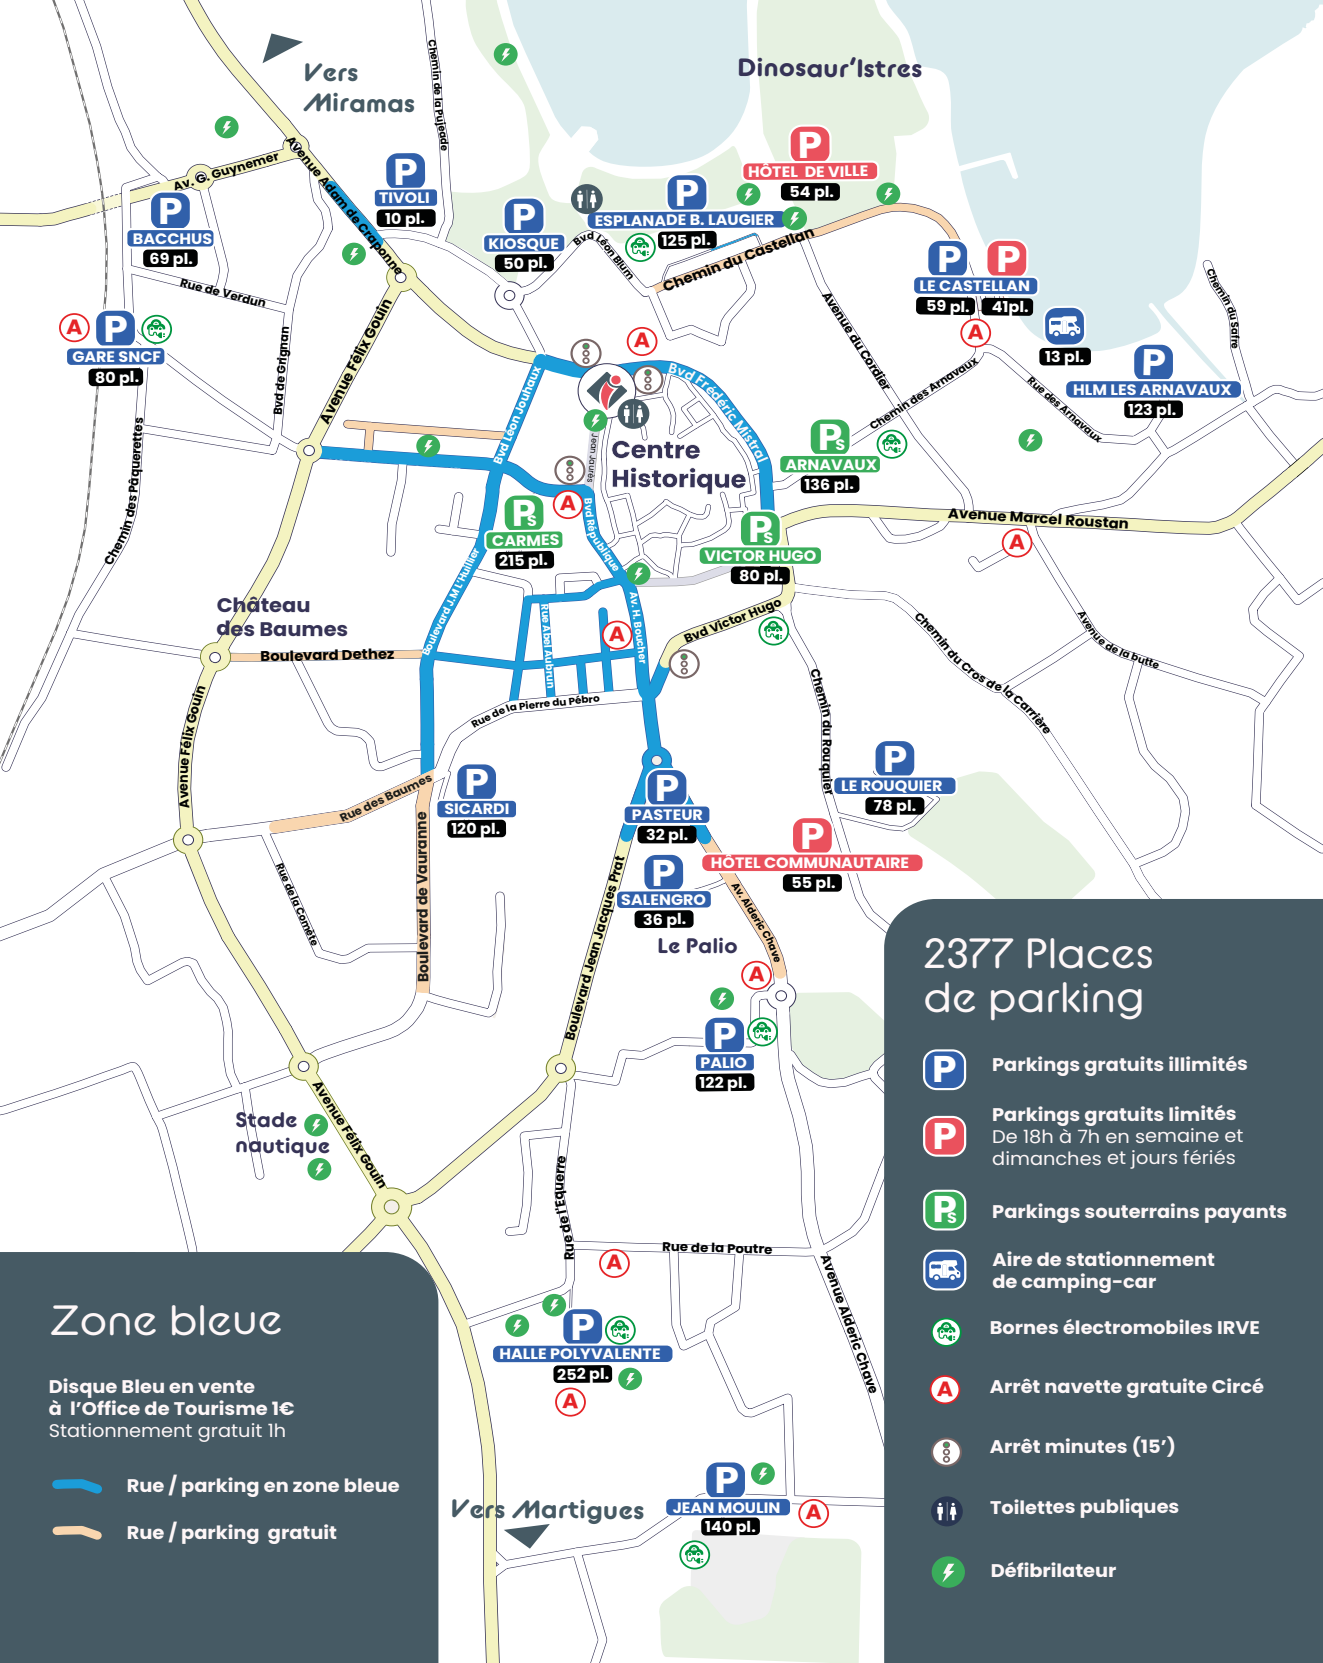 Vers
Miramas
Dinosaur'Istres
Chemin de la Pujeade
Avenue Adam de Craponne
Av. G. Guynemer
P
TIVOLI
10 pl.
P
BACCHUS
69 pl.
P
KIOSQUE
50 pl.
P
ESPLANADE B. LAUGIER
125 pl.
P
HÔTEL DE VILLE
54 pl.
Bvd Léon Blum
Chemin du Castellan
P
P
LE CASTELLAN
59 pl.
41pl.
A
13 pl.
Chemin du Safre
P
HLM LES ARNAVAUX
123 pl.
Rue de Verdun
A
P
GARE SNCF
80 pl.
Bvd de Grignan
Avenue Félix Gouin
Avenue du Cordier
Chemin des Arnavaux
Rue des Arnavaux
A
Bvd Frédéric Mistral
Bvd Léon Jouhaux
Jean Jaurès
Centre
Historique
Ps
ARNAVAUX
136 pl.
Chemin des Pâquerettes
Ps
CARMES
215 pl.
A
Bvd République
Ps
VICTOR HUGO
80 pl.
Avenue Marcel Roustan
A
Château
des Baumes
Boulevard J.M L'Huillier
Rue Abel Aubrun
Av. H. Boucher
A
Bvd Victor Hugo
Chemin du Cros de la Carrière
Avenue de la butte
Boulevard Dethez
Rue de la Pierre du Pébro
Chemin du Rouquier
Avenue Félix Gouin
P
LE ROUQUIER
78 pl.
Rue des Baumes
P
SICARDI
120 pl.
P
PASTEUR
32 pl.
P
HÔTEL COMMUNAUTAIRE
55 pl.
P
SALENGRO
36 pl.
Le Palio
Rue de la Comète
Boulevard de Vauranne
Boulevard Jean Jacques Prat
Av. Alderic Chave
A
P
PALIO
122 pl.
Stade
nautique
Avenue Félix Gouin
Rue de l'Equerre
Rue de la Poutre
A
Avenue Alderic Chave
P
HALLE POLYVALENTE
252 pl.
A
Vers Martigues
P
JEAN MOULIN
140 pl.
A
Zone bleue
Disque Bleu en vente
à l'Office de Tourisme 1€
Stationnement gratuit 1h
Rue / parking en zone bleue
Rue / parking gratuit
2377 Places
de parking
P
Parkings gratuits illimités
P
Parkings gratuits limités
De 18h à 7h en semaine et
dimanches et jours fériés
Ps
Parkings souterrains payants
Aire de stationnement
de camping-car
Bornes électromobiles IRVE
A
Arrêt navette gratuite Circé
Arrêt minutes (15')
Toilettes publiques
Défibrilateur